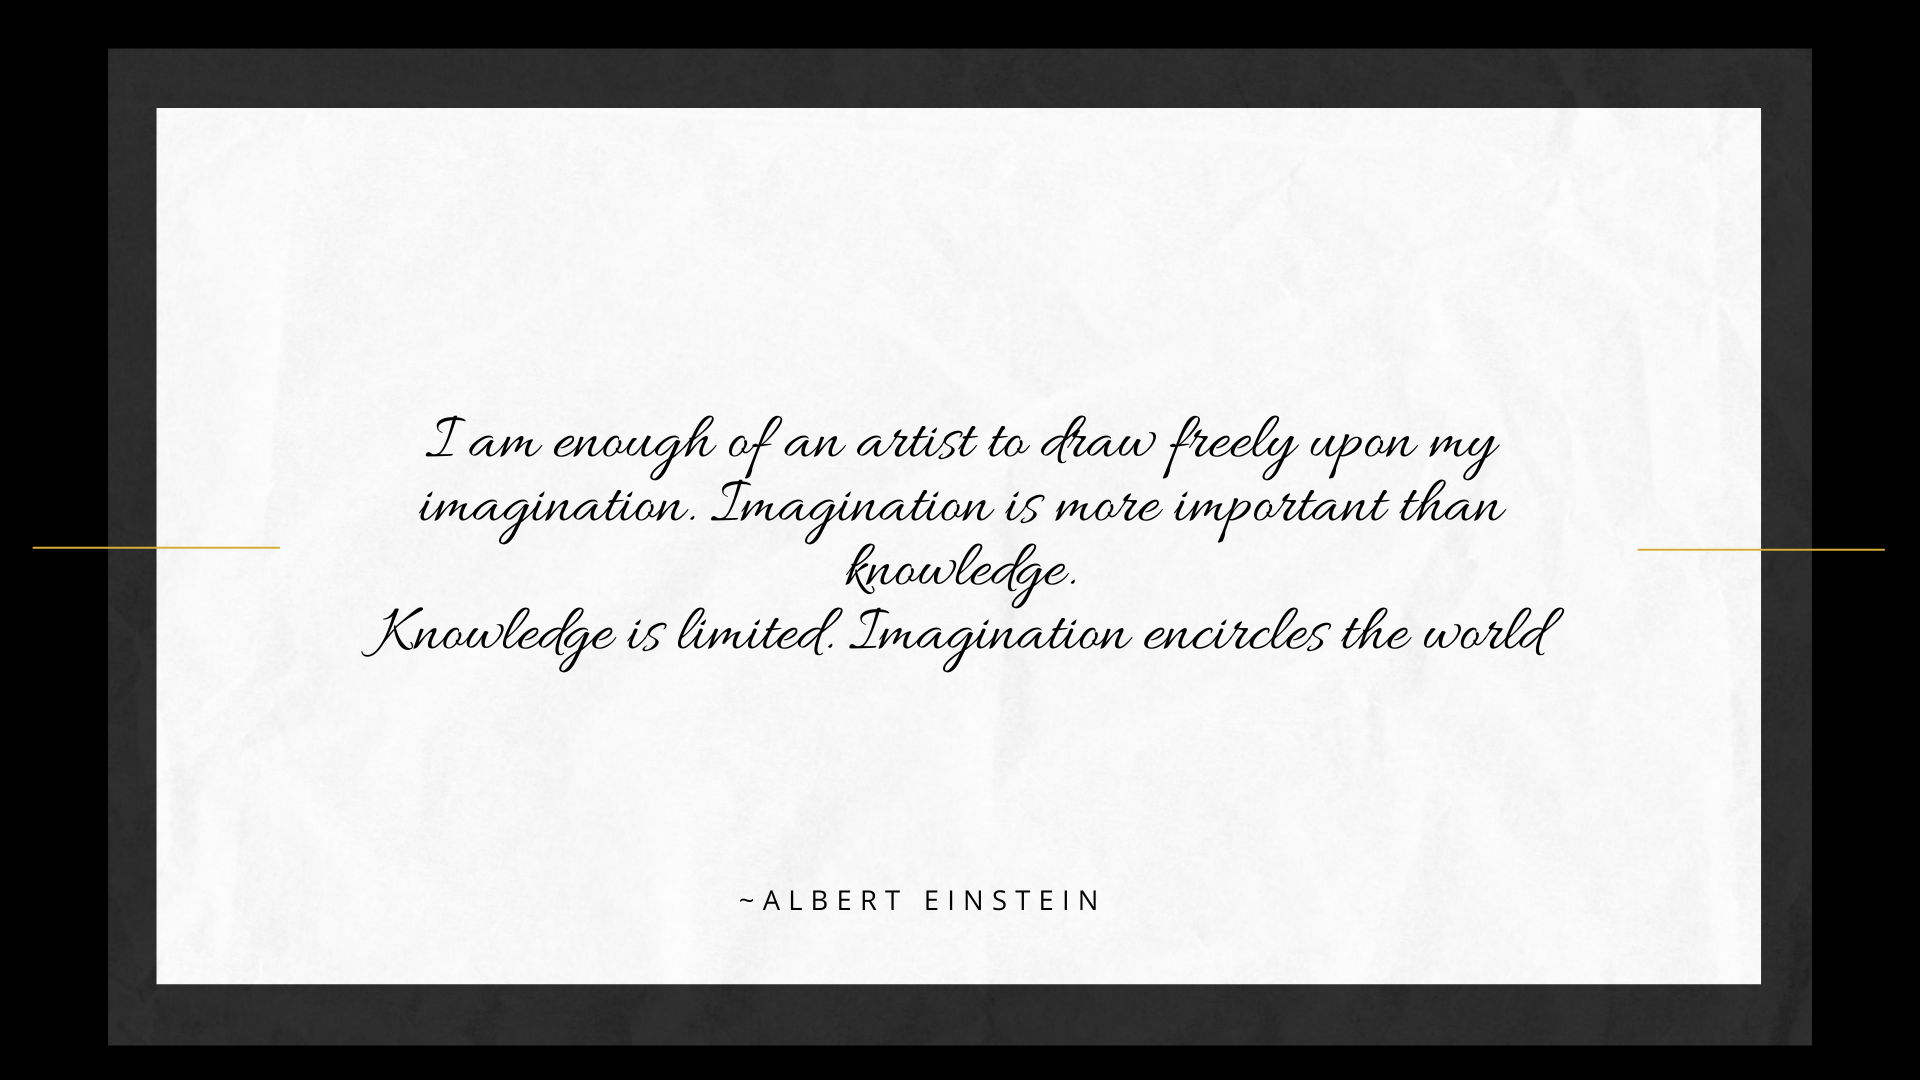 I am enough of an artist to draw freely upon my
imagination. Imagination is more important than
knowledge.
Knowledge is limited. Imagination encircles the world
~ALBERT EINSTEIN